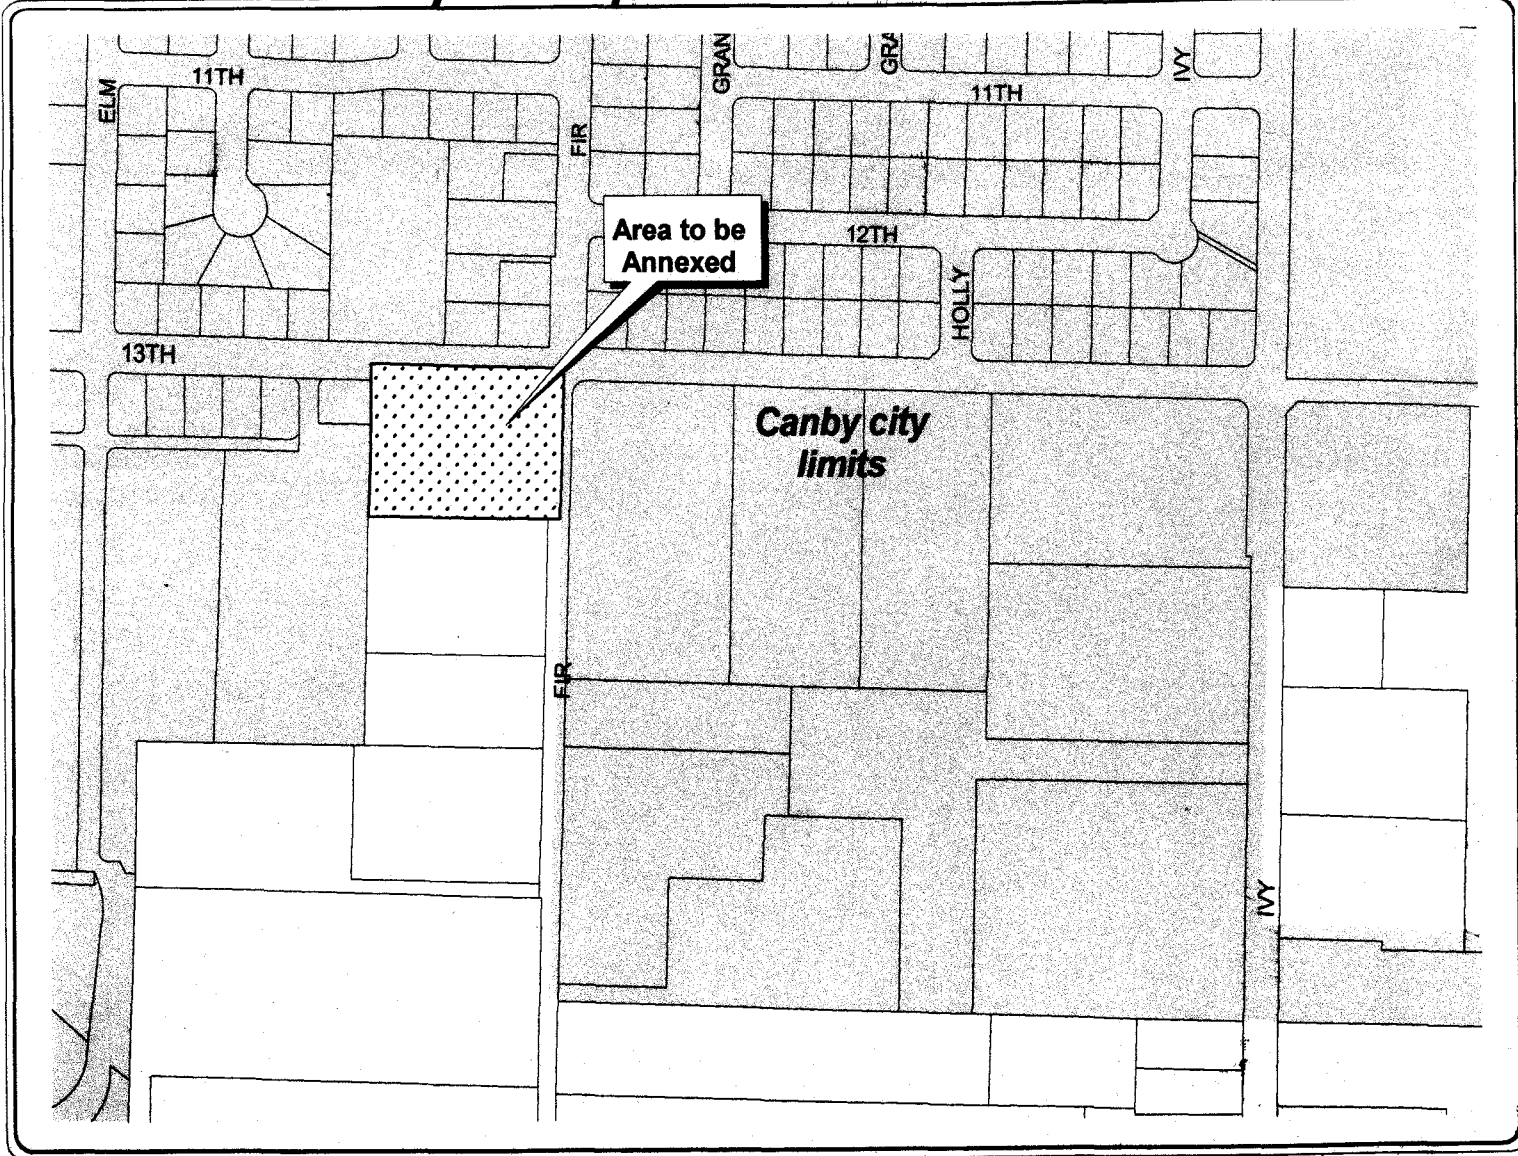 GRAN
GRA
IVY
11TH
ELM
11TH
FIR
Area to be
Annexed
12TH
HOLLY
13TH
Canby city
limits
FIR
IVY